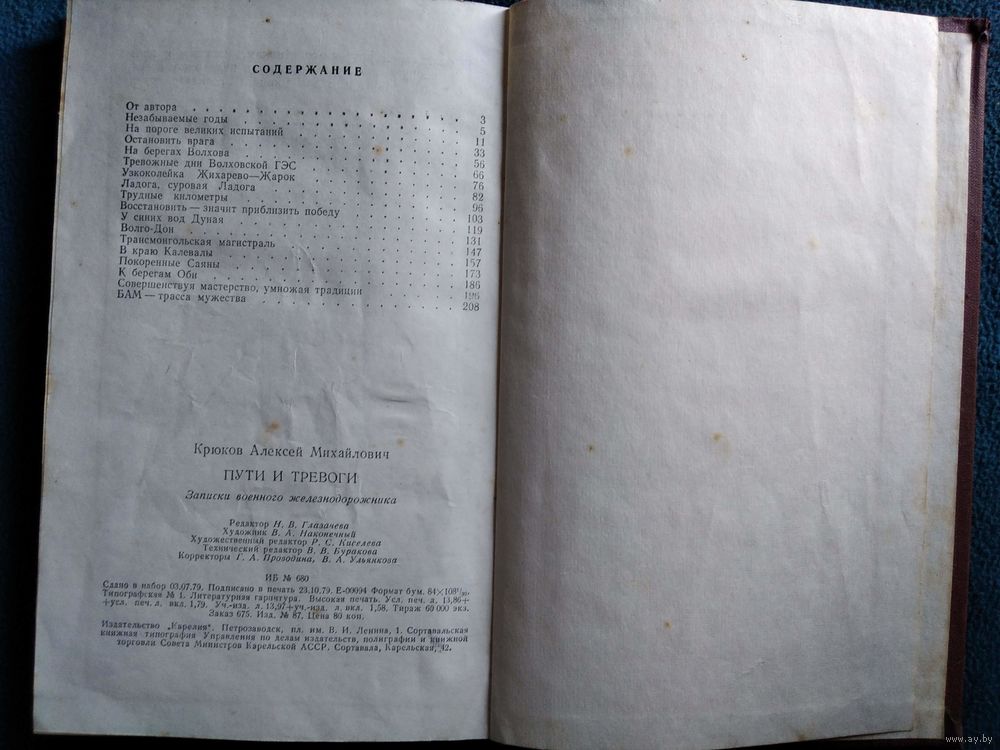 СОДЕРЖАНИЕ
От автора 3
Незабываемые годы 5
На пороге великих испытаний 11
Остановить врага 33
На берегах Волхова 56
Тревожные дни Волховской ГЭС 66
Узкоколейка Жихарево—Жарок 76
Ладога, суровая Ладога 82
Трудные километры 96
Восстановить — значит приблизить победу 103
У синих вод Дуная 119
Волго-Дон 131
Трансмонгольская магистраль 147
В краю Калевалы 157
Покоренные Саяны 173
К берегам Оби 186
Совершенствуя мастерство, умножая традиции 196
БАМ — трасса мужества 208
Крюков Алексей Михайлович
ПУТИ И ТРЕВОГИ
Записки военного железнодорожника
Редактор Н. В. Глазачева
Художник В. А. Наконечный
Художественный редактор Р. С. Киселева
Технический редактор В. В. Буракова
Корректоры Г. А. Прозодина, В. А. Ульянкова
ИБ № 680
Сдано в набор 03.07.79. Подписано в печать 23.10.79. Е-00094 Формат бум. 84×108¹/₃₂.
Типографская № 1. Литературная гарнитура. Высокая печать. Усл. печ. л. 13,86+
+усл. печ. л. вкл. 1,79. Уч.-изд. л. 13,97+уч.-изд. л. вкл. 1,58. Тираж 60 000 экз.
Заказ 675. Изд. № 87. Цена 80 коп.
Издательство „Карелия". Петрозаводск, пл. им. В. И. Ленина, 1. Сортавальская
книжная типография Управления по делам издательств, полиграфии и книжной
торговли Совета Министров Карельской АССР. Сортавала, Карельская, 42.
www.ay.by